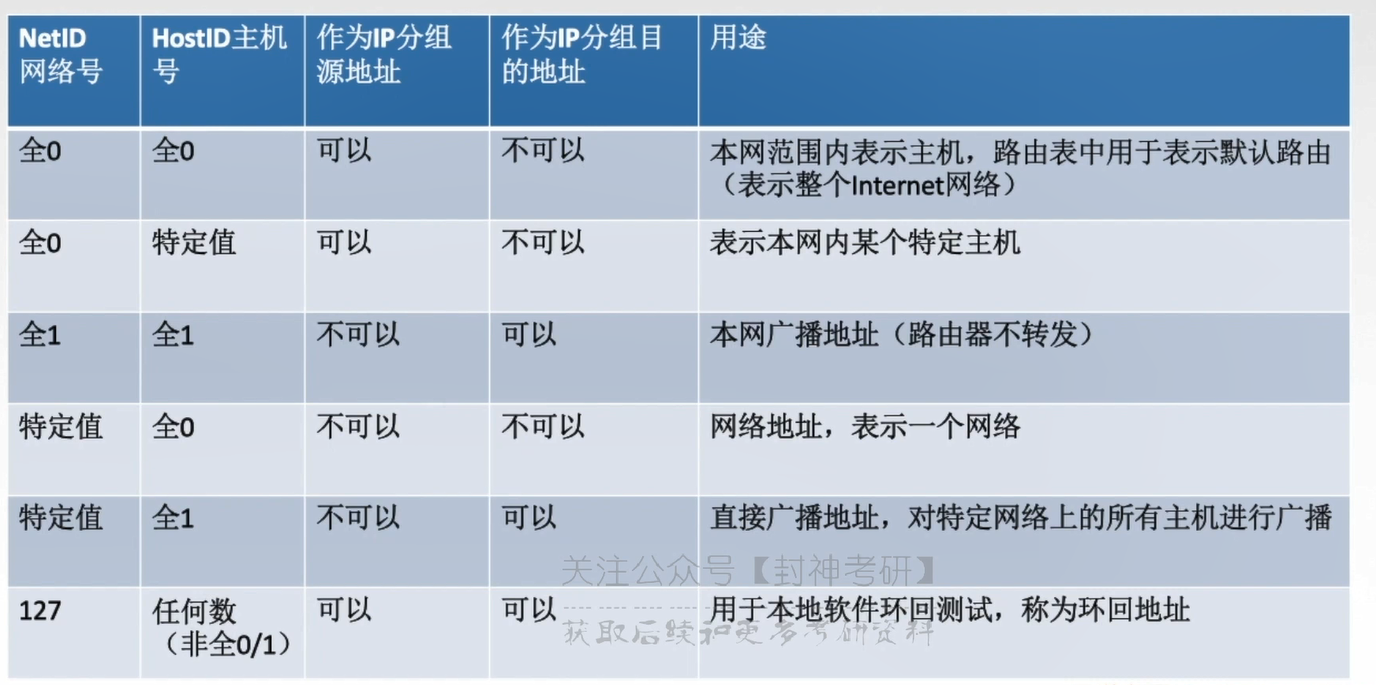 NetID 网络号
HostID主机号
作为IP分组源地址
作为IP分组目的地址
用途
全0
全0
可以
不可以
本网范围内表示主机，路由表中用于表示默认路由
（表示整个Internet网络）
全0
特定值
可以
不可以
表示本网内某个特定主机
全1
全1
不可以
可以
本网广播地址（路由器不转发）
特定值
全0
不可以
不可以
网络地址，表示一个网络
特定值
全1
不可以
可以
直接广播地址，对特定网络上的所有主机进行广播
关注公众号【封神考研】
127
任何数
（非全0/1）
可以
可以
用于本地软件环回测试，称为环回地址
获取后续和更多考研资料